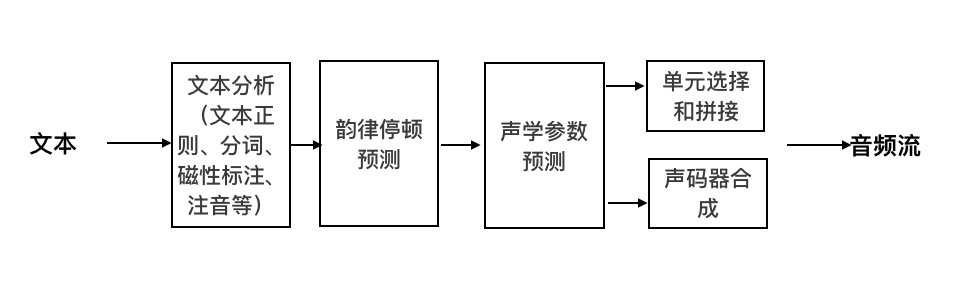 文本
文本分析
（文本正
则、分词、
磁性标注、
注音等）
韵律停顿
预测
声学参数
预测
单元选择
和拼接
声码器合
成
音频流